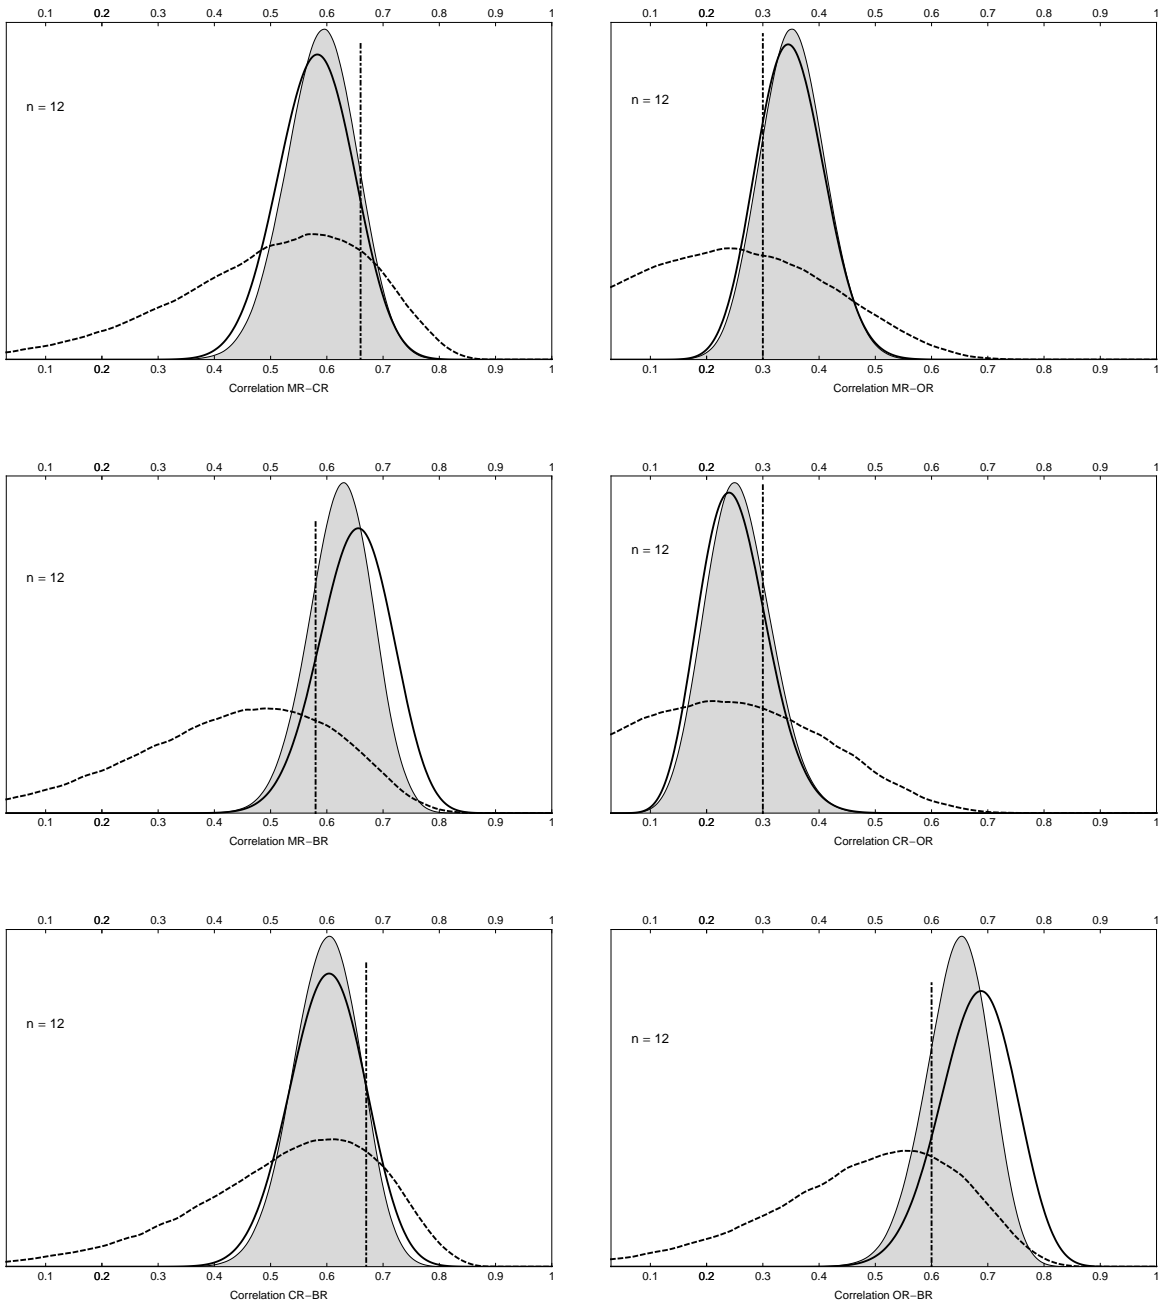 0.1 0.2 0.3 0.4 0.5 0.6 0.7 0.8 0.9 1
n = 12
0.1 0.2 0.3 0.4 0.5 0.6 0.7 0.8 0.9 1
Correlation MR−CR
0.1 0.2 0.3 0.4 0.5 0.6 0.7 0.8 0.9 1
n = 12
0.1 0.2 0.3 0.4 0.5 0.6 0.7 0.8 0.9 1
Correlation MR−OR
0.1 0.2 0.3 0.4 0.5 0.6 0.7 0.8 0.9 1
n = 12
0.1 0.2 0.3 0.4 0.5 0.6 0.7 0.8 0.9 1
Correlation MR−BR
0.1 0.2 0.3 0.4 0.5 0.6 0.7 0.8 0.9 1
n = 12
0.1 0.2 0.3 0.4 0.5 0.6 0.7 0.8 0.9 1
Correlation CR−OR
0.1 0.2 0.3 0.4 0.5 0.6 0.7 0.8 0.9 1
n = 12
0.1 0.2 0.3 0.4 0.5 0.6 0.7 0.8 0.9 1
Correlation CR−BR
0.1 0.2 0.3 0.4 0.5 0.6 0.7 0.8 0.9 1
n = 12
0.1 0.2 0.3 0.4 0.5 0.6 0.7 0.8 0.9 1
Correlation OR−BR